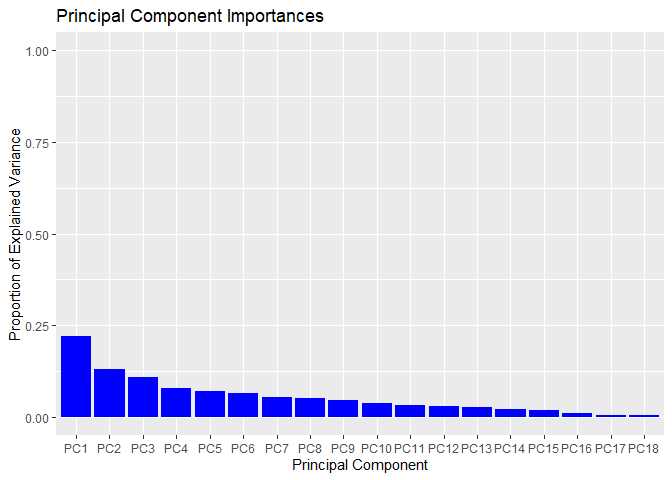 Principal Component Importances
Proportion of Explained Variance
1.00
0.75
0.50
0.25
0.00
PC1 PC2 PC3 PC4 PC5 PC6 PC7 PC8 PC9 PC10 PC11 PC12 PC13 PC14 PC15 PC16 PC17 PC18
Principal Component